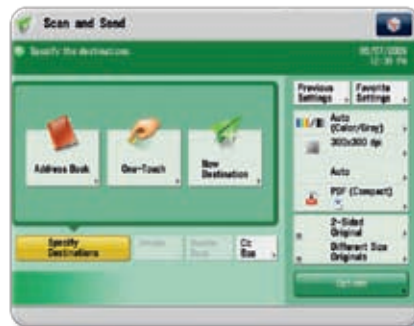 Scan and Send
Specify the destinations.
Previous Settings
Favorite Settings
Auto
(Color/Gray)
300x300 dpi
Auto
PDF (Compact)
Address Book
One-Touch
New
Destination
2-Sided
Original
Different Size
Originals
Specify
Destinations
Cc
Bcc
Options